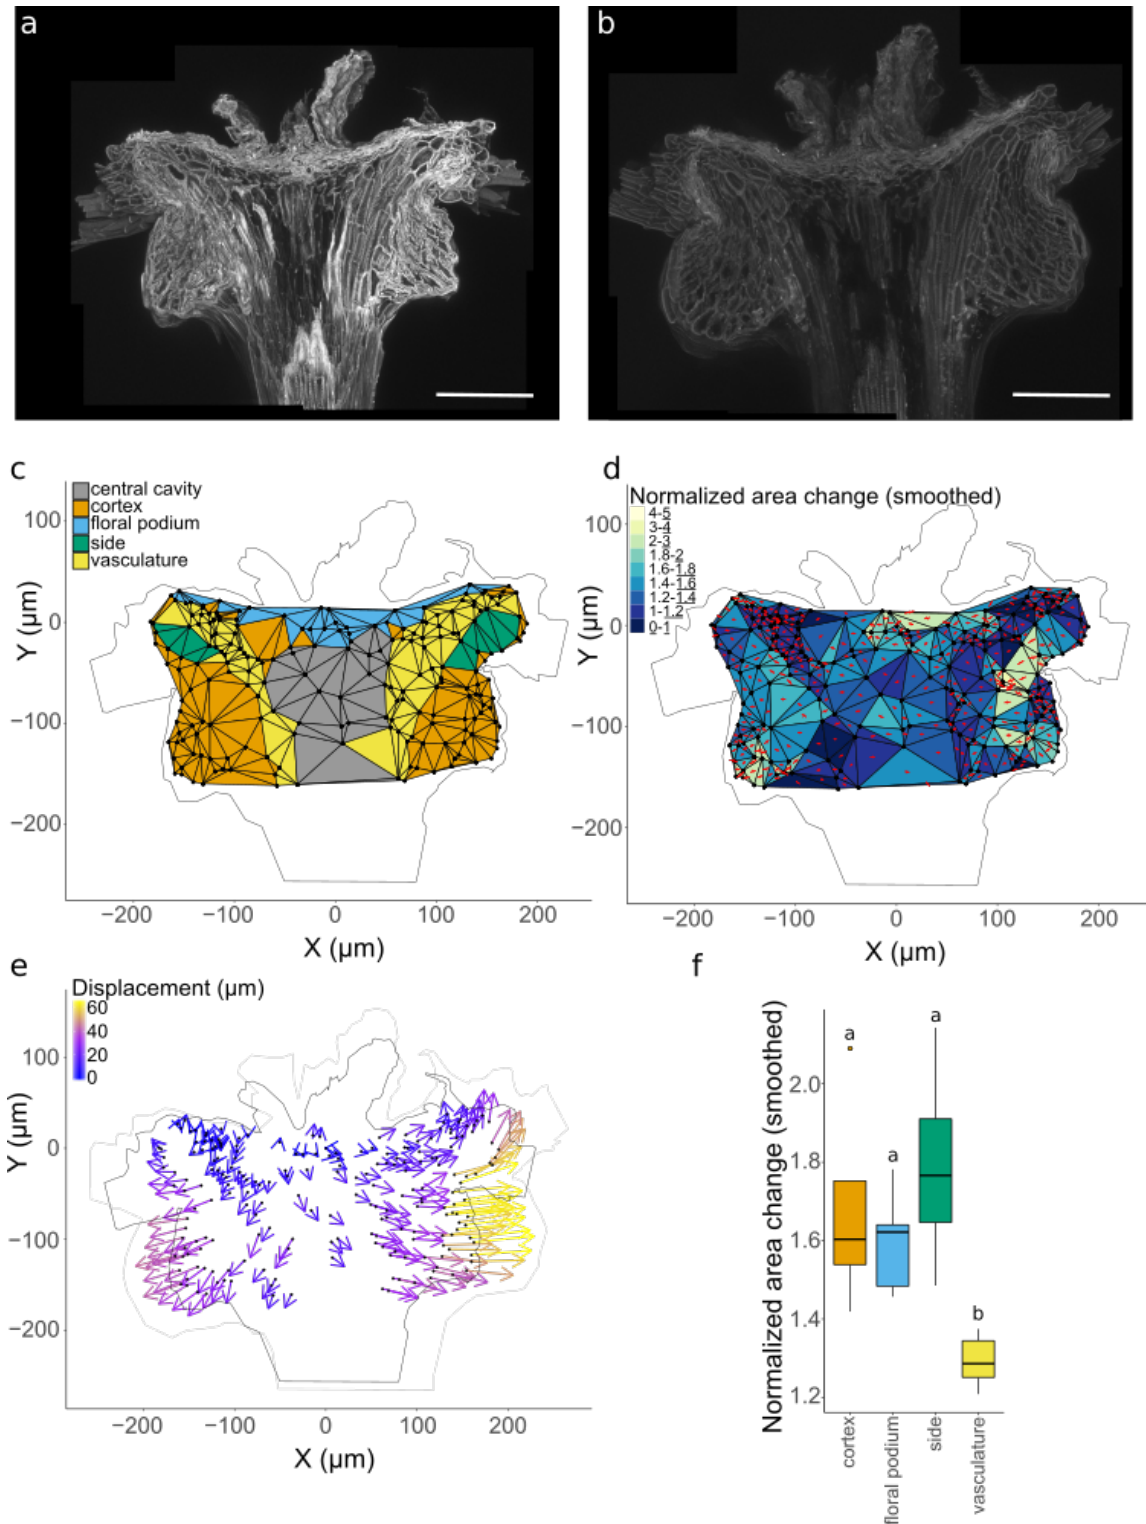 a
b
c
central cavity
cortex
floral podium
side
vasculature
100
0
−100
−200
Y (µm)
−200 −100 0 100 200
X (µm)
d
Normalized area change (smoothed)
4-5
3-4
2-3
1.8-2
1.6-1.8
1.4-1.6
1.2-1.4
1-1.2
0-1
100
0
−100
−200
Y (µm)
−200 −100 0 100 200
X (µm)
e
Displacement (µm)
60
40
20
0
100
0
−100
−200
Y (µm)
−200 −100 0 100 200
X (µm)
f
Normalized area change (smoothed)
2.0
1.8
1.6
1.4
1.2
a
a
a
b
cortex
floral podium
side
vasculature